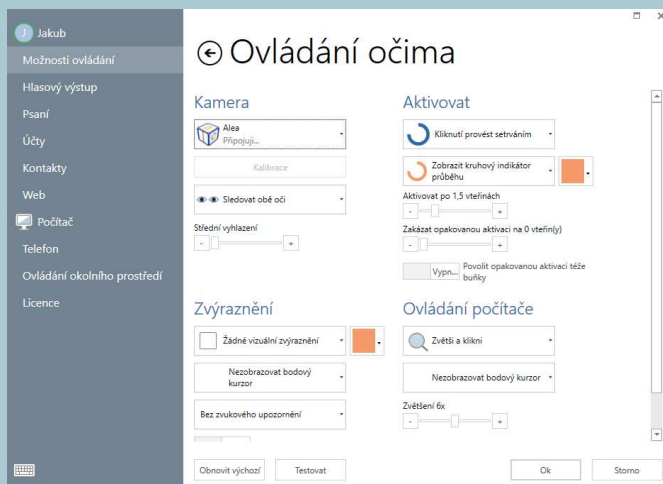 J Jakub
Možnosti ovládání
Hlasový výstup
Psaní
Účty
Kontakty
Web
Počítač
Telefon
Ovládání okolního prostředí
Licence
Ovládání očima
Kamera
Alea
Připojuji...
Kalibrace
Sledovat obě oči
Střední vyhlazení
- +
Aktivovat
Kliknutí provést setrváním
Zobrazit kruhový indikátor
průběhu
Aktivovat po 1,5 vteřinách
- +
Zakázat opakovanou aktivaci na 0 vteřin(y)
- +
Vypn... Povolit opakovanou aktivaci téže
buňky
Zvýraznění
Žádné vizuální zvýraznění
Nezobrazovat bodový
kurzor
Bez zvukového upozornění
Ovládání počítače
Zvětši a klikni
Nezobrazovat bodový kurzor
Zvětšení 6x
- +
Obnovit výchozí
Testovat
Ok
Storno